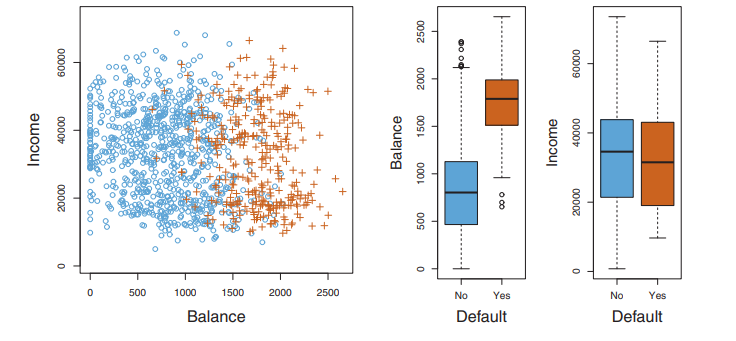 Income
60000
40000
20000
0
0 500 1000 1500 2000 2500
Balance
Balance
2500
2000
1500
1000
500
0
No Yes
Default
Income
60000
40000
20000
0
No Yes
Default